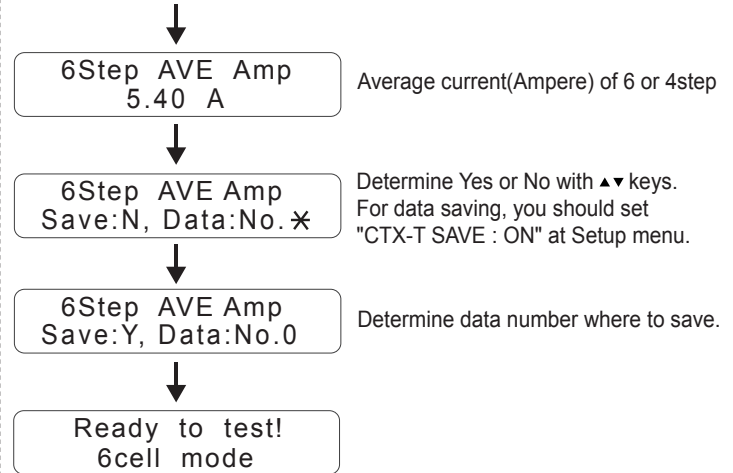 6Step AVE Amp
5.40 A
Average current(Ampere) of 6 or 4step
6Step AVE Amp
Save:N, Data:No.*
Determine Yes or No with ▲▼ keys.
For data saving, you should set
"CTX-T SAVE : ON" at Setup menu.
6Step AVE Amp
Save:Y, Data:No.0
Determine data number where to save.
Ready to test!
6cell mode